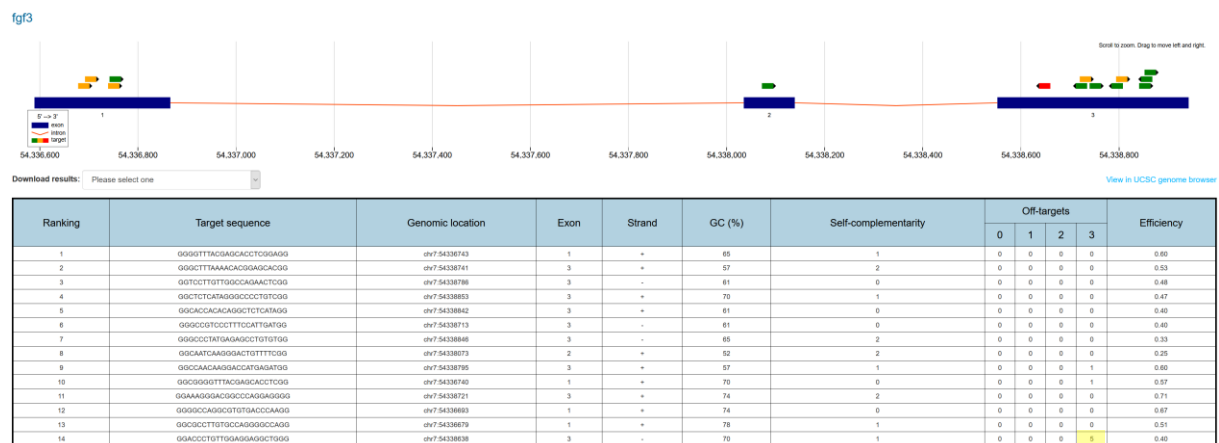 fgf3
Scroll to zoom. Drag to move left and right.
5' --> 3'
exon
intron
target
1
2
3
54,336,600 54,336,800 54,337,000 54,337,200 54,337,400 54,337,600 54,337,800 54,338,000 54,338,200 54,338,400 54,338,600 54,338,800
Download results: Please select one
View in UCSC genome browser
Ranking Target sequence Genomic location Exon Strand GC (%) Self-complementarity Off-targets Efficiency
0 1 2 3
1 GGGGTTTACGAGCACCTCGGAGG chr7:54336743 1 + 65 1 0 0 0 0 0.60
2 GGGCTTTAAAACACGGAGCACGG chr7:54338741 3 + 57 2 0 0 0 0 0.53
3 GGTCCTTGTTGGCCAGAACTCGG chr7:54338786 3 - 61 0 0 0 0 0 0.48
4 GGCTCTCATAGGGCCCCTGTCGG chr7:54338853 3 + 70 1 0 0 0 0 0.47
5 GGCACCACACAGGCTCTCATAGG chr7:54338842 3 + 61 0 0 0 0 0 0.40
6 GGGCCGTCCCTTTCCATTGATGG chr7:54338713 3 - 61 0 0 0 0 0 0.40
7 GGGCCCTATGAGAGCCTGTGTGG chr7:54338846 3 - 65 2 0 0 0 0 0.33
8 GGCAATCAAGGGACTGTTTTCGG chr7:54338073 2 + 52 2 0 0 0 0 0.25
9 GGCCAACAAGGACCATGAGATGG chr7:54338795 3 + 57 1 0 0 0 1 0.60
10 GGCGGGGTTTACGAGCACCTCGG chr7:54336740 1 + 70 0 0 0 0 1 0.57
11 GGAAAGGGACGGCCCAGGAGGGG chr7:54338721 3 + 74 2 0 0 0 0 0.71
12 GGGGCCAGGCGTGTGACCCAAGG chr7:54336693 1 + 74 0 0 0 0 0 0.67
13 GGCGCCTTGTGCCAGGGGCCAGG chr7:54336679 1 + 78 1 0 0 0 0 0.51
14 GGACCCTGTTGGAGGAGGCTGGG chr7:54338638 3 - 70 1 0 0 0 5 0.40